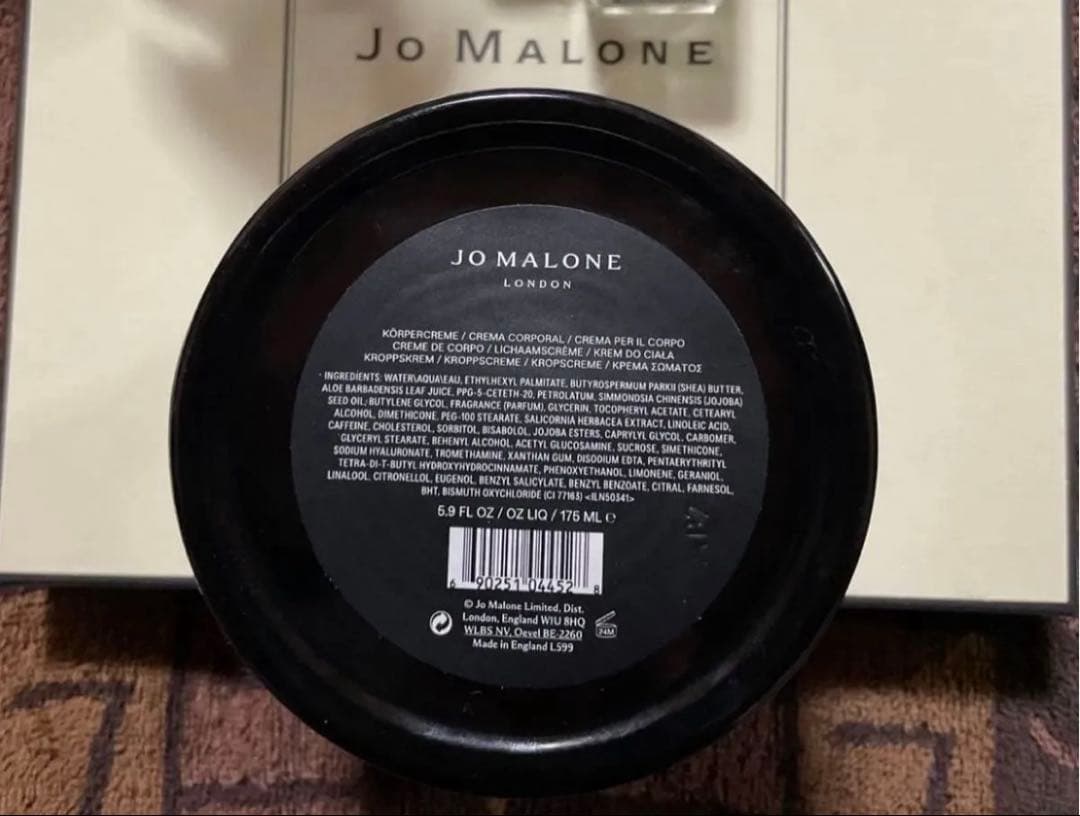 JO MALONE
JO MALONE
LONDON
KÖRPERCREME / CREMA CORPORAL / CREMA PER IL CORPO
CREME DE CORPO / LICHAAMSCRÈME / KREM DO CIAŁA
KROPPSKREM / KROPPSCREME / KROPSCREME / ΚΡΕΜΑ ΣΩΜΑΤΟΣ
· INGREDIENTS: WATER\AQUA\EAU, ETHYLHEXYL PALMITATE, BUTYROSPERMUM PARKII (SHEA) BUTTER,
ALOE BARBADENSIS LEAF JUICE, PPG-5-CETETH-20, PETROLATUM, SIMMONDSIA CHINENSIS (JOJOBA)
SEED OIL, BUTYLENE GLYCOL, FRAGRANCE (PARFUM), GLYCERIN, TOCOPHERYL ACETATE, CETEARYL
ALCOHOL, DIMETHICONE, PEG-100 STEARATE, SALICORNIA HERBACEA EXTRACT, LINOLEIC ACID,
CAFFEINE, CHOLESTEROL, SORBITOL, BISABOLOL, JOJOBA ESTERS, CAPRYLYL GLYCOL, CARBOMER,
GLYCERYL STEARATE, BEHENYL ALCOHOL, ACETYL GLUCOSAMINE, SUCROSE, SIMETHICONE,
SODIUM HYALURONATE, TROMETHAMINE, XANTHAN GUM, DISODIUM EDTA, PENTAERYTHRITYL
TETRA-DI-T-BUTYL HYDROXYHYDROCINNAMATE, PHENOXYETHANOL, LIMONENE, GERANIOL,
LINALOOL, CITRONELLOL, EUGENOL, BENZYL SALICYLATE, BENZYL BENZOATE, CITRAL, FARNESOL,
BHT, BISMUTH OXYCHLORIDE (CI 77163) <ILN50341>
5.9 FL OZ / OZ LIQ / 175 ML ℮
6 90251 04452 8
© Jo Malone Limited, Dist.
London, England W1U 8HQ
WLBS NV, Oevel BE-2260
Made in England L599
24M